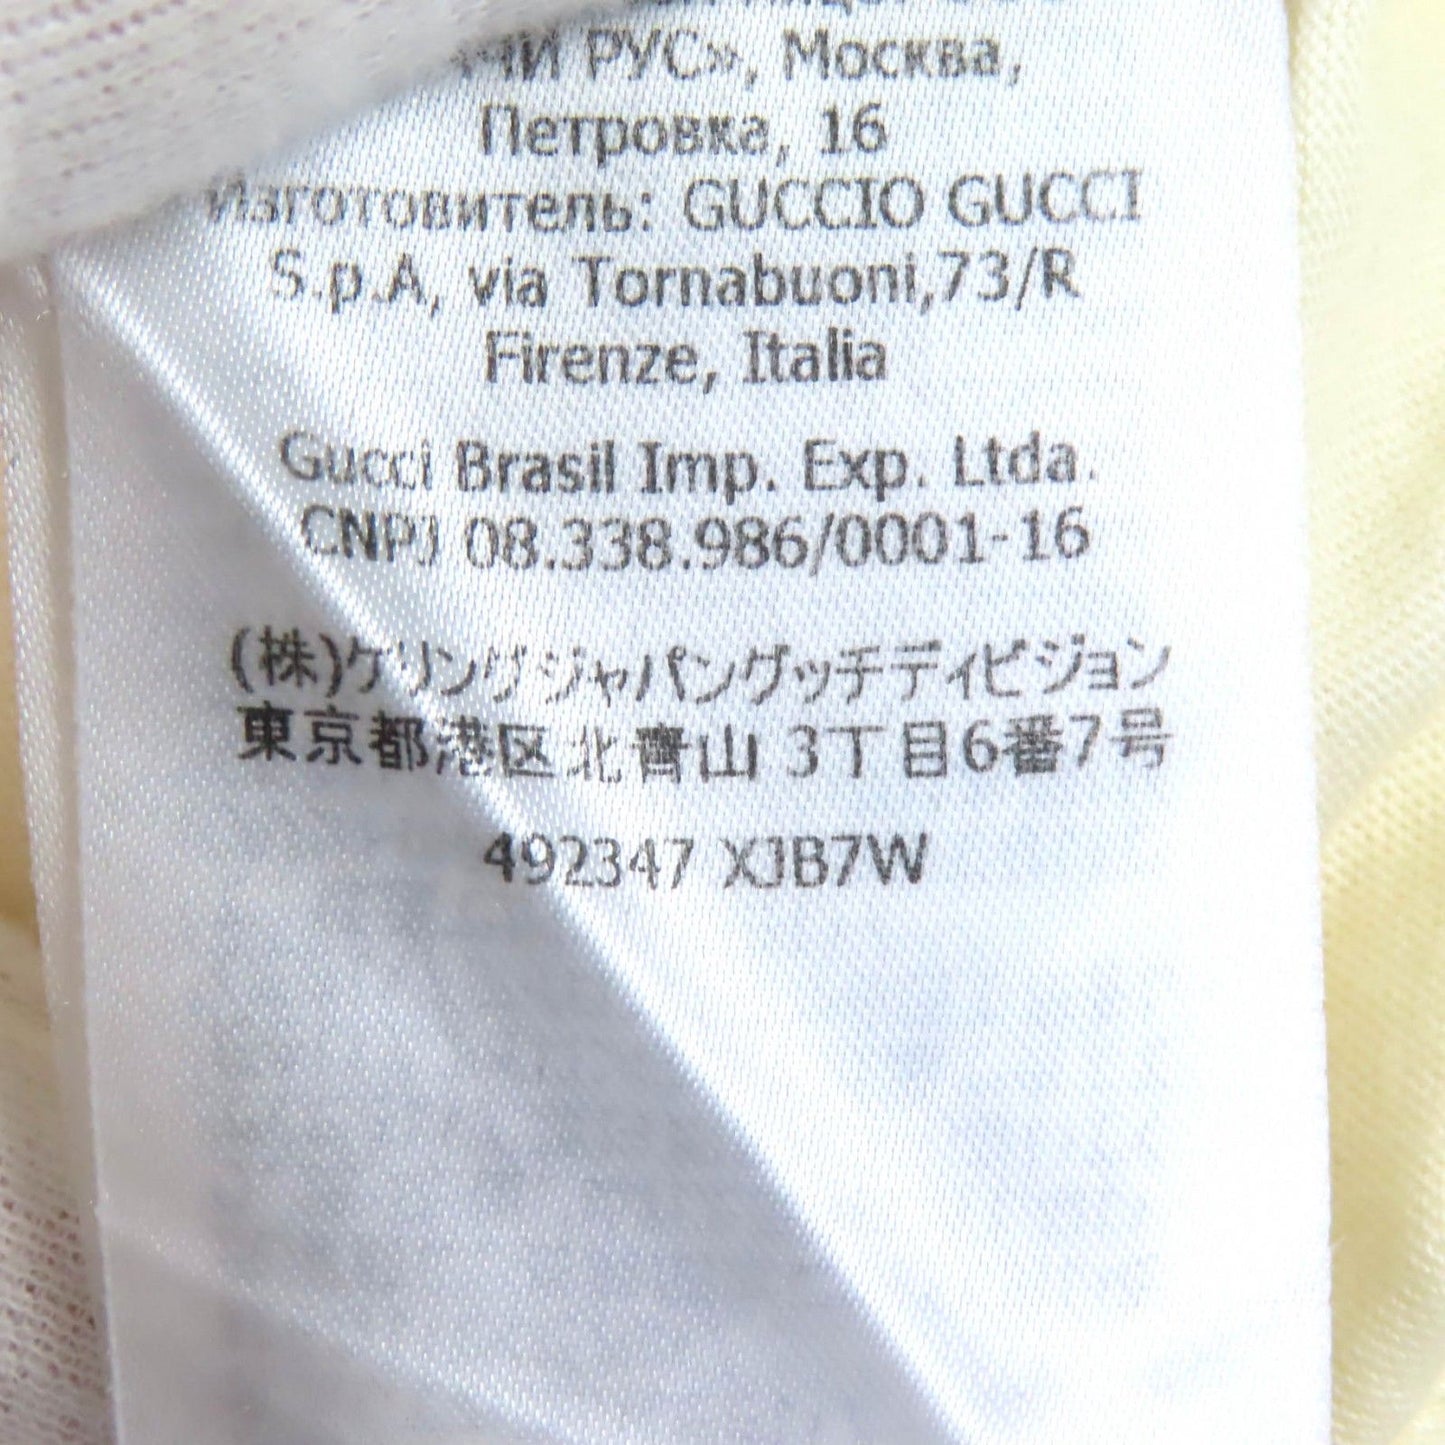 РУС», Москва,
Петровка, 16
Изготовитель: GUCCIO GUCCI
S.p.A, via Tornabuoni,73/R
Firenze, Italia
Gucci Brasil Imp. Exp. Ltda.
CNPJ 08.338.986/0001-16
(株)ケリングジャパングッチディビジョン
東京都港区北青山 3丁目6番7号
492347 XJB7W